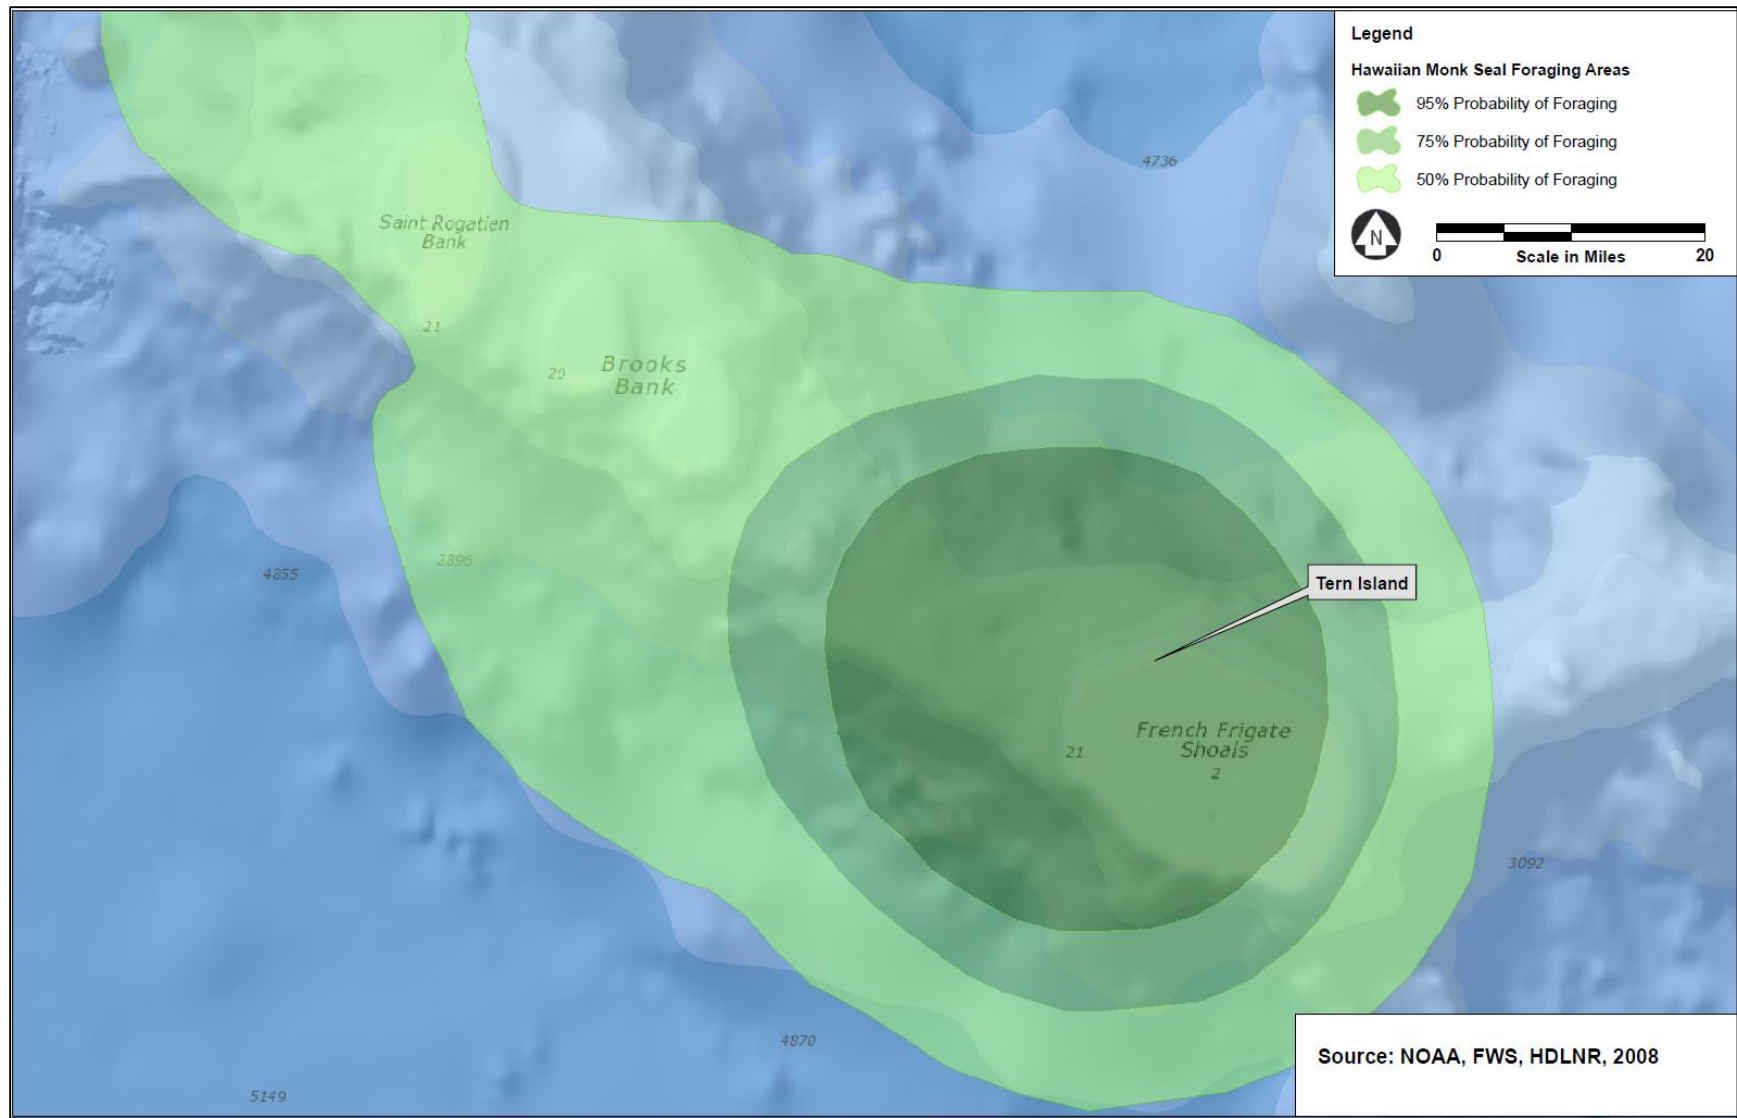 Legend
Hawaiian Monk Seal Foraging Areas
95% Probability of Foraging
75% Probability of Foraging
50% Probability of Foraging
N
0 Scale in Miles 20
4736
Saint Rogatien
Bank
21
Brooks
Bank
20
2896
4855
Tern Island
French Frigate
Shoals
21
2
3092
4870
5149
Source: NOAA, FWS, HDLNR, 2008